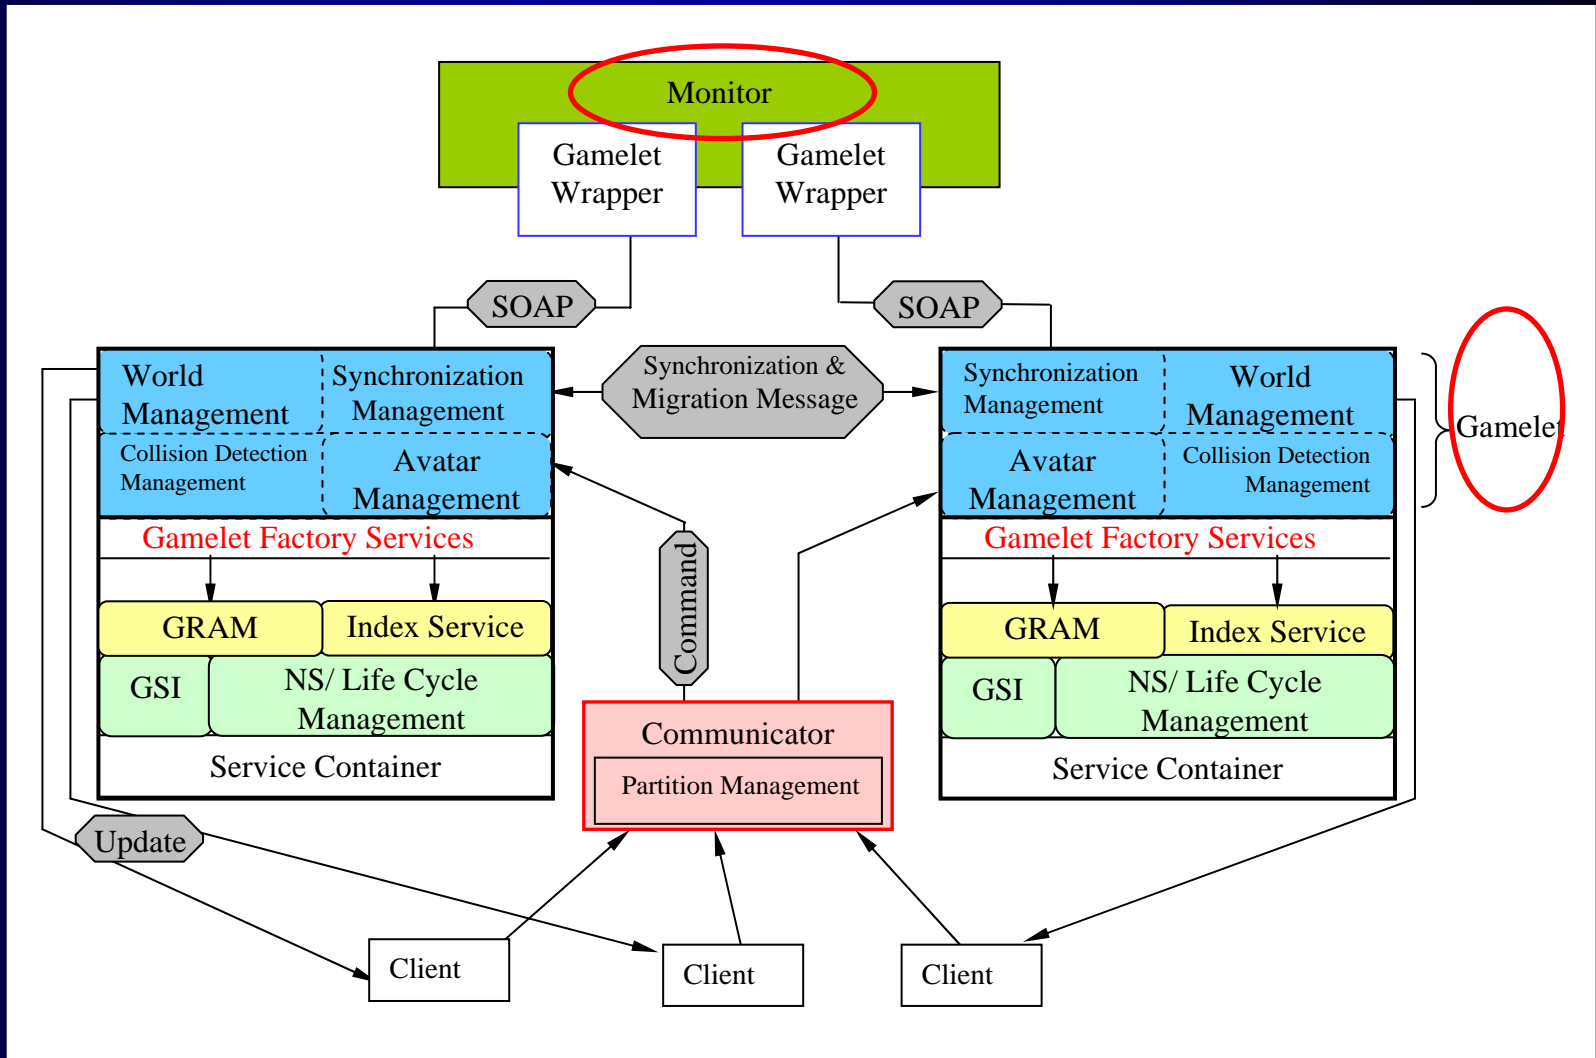 Monitor
Gamelet
Wrapper
Gamelet
Wrapper
SOAP
SOAP
World
Management
Synchronization
Management
Collision Detection
Management
Avatar
Management
Synchronization &
Migration Message
Synchronization
Management
World
Management
Avatar
Management
Collision Detection
Management
Gamelet
Gamelet Factory Services
GRAM
Index Service
GSI
NS/ Life Cycle
Management
Service Container
Command
Gamelet Factory Services
GRAM
Index Service
GSI
NS/ Life Cycle
Management
Service Container
Communicator
Partition Management
Update
Client
Client
Client